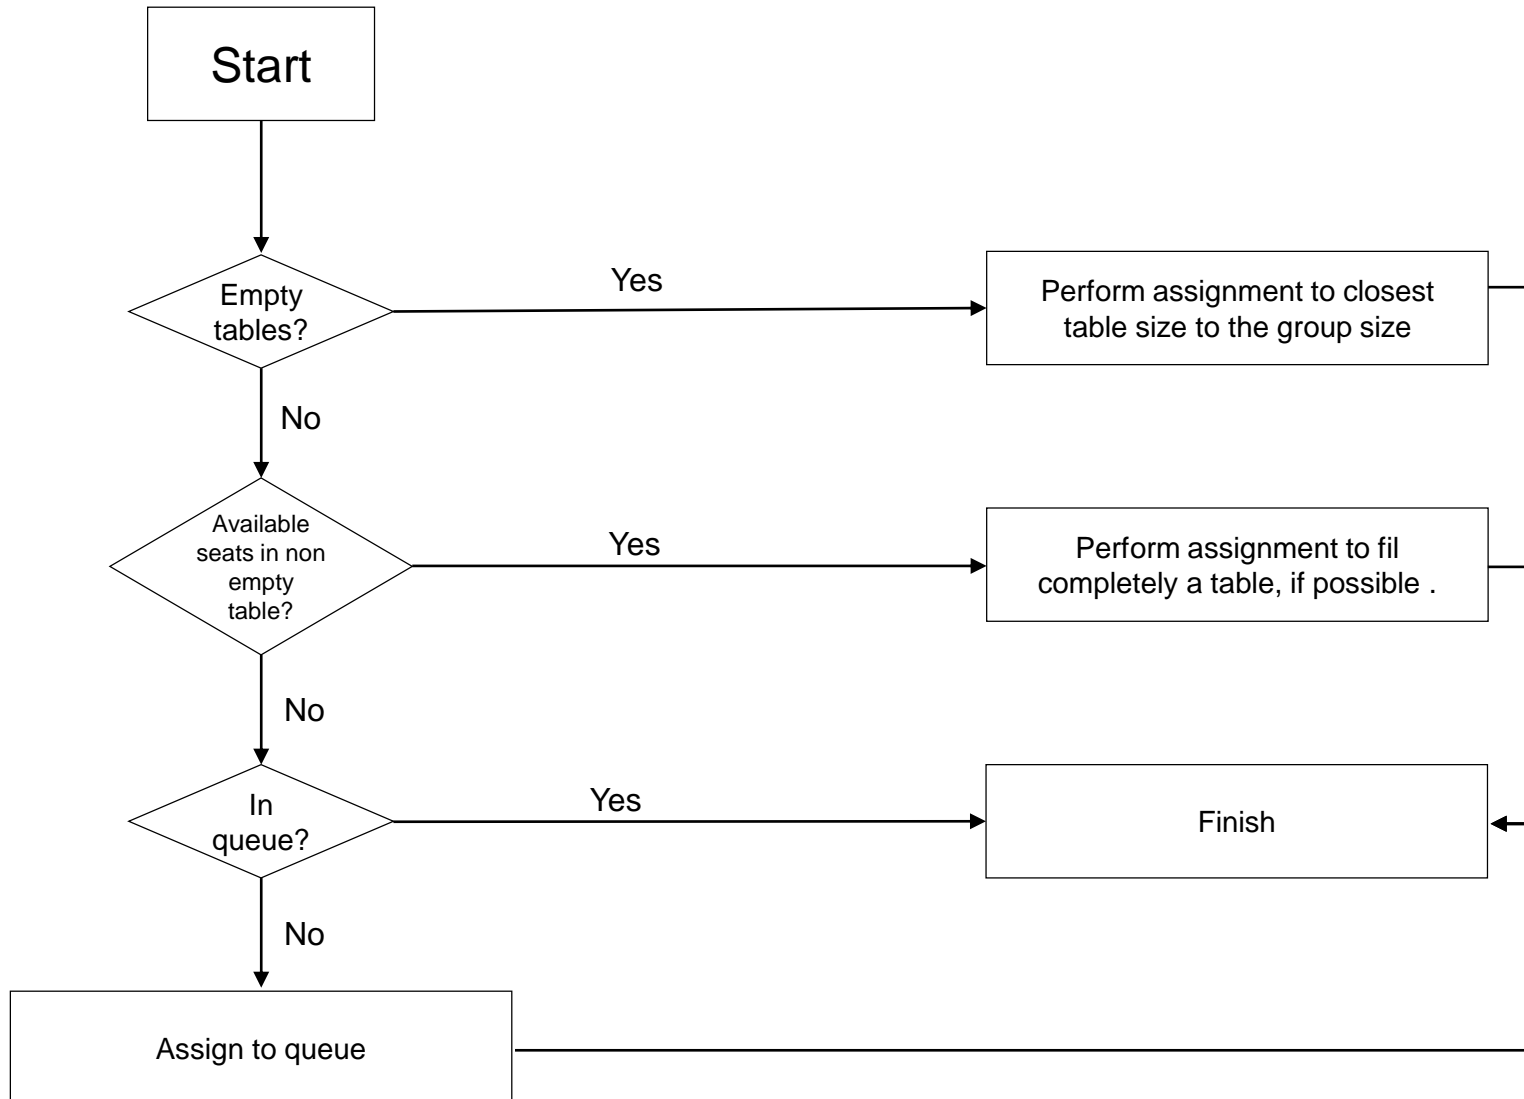 Start
Empty
tables?
Yes
Perform assignment to closest
table size to the group size
No
Available
seats in non
empty
table?
Yes
Perform assignment to fil
completely a table, if possible .
No
In
queue?
Yes
Finish
No
Assign to queue